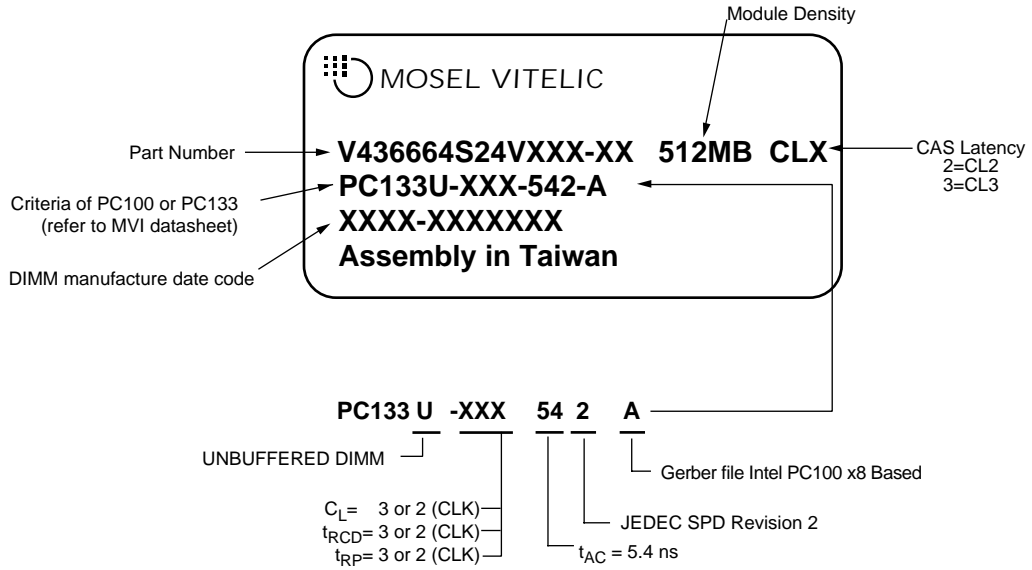 Module Density
MOSEL VITELIC
Part Number
V436664S24VXXX-XX 512MB CLX
CAS Latency
2=CL2
3=CL3
Criteria of PC100 or PC133
(refer to MVI datasheet)
PC133U-XXX-542-A
XXXX-XXXXXXX
DIMM manufacture date code
Assembly in Taiwan
PC133 U -XXX 54 2 A
UNBUFFERED DIMM
Gerber file Intel PC100 x8 Based
CL= 3 or 2 (CLK)
tRCD= 3 or 2 (CLK)
tRP= 3 or 2 (CLK)
JEDEC SPD Revision 2
tAC = 5.4 ns